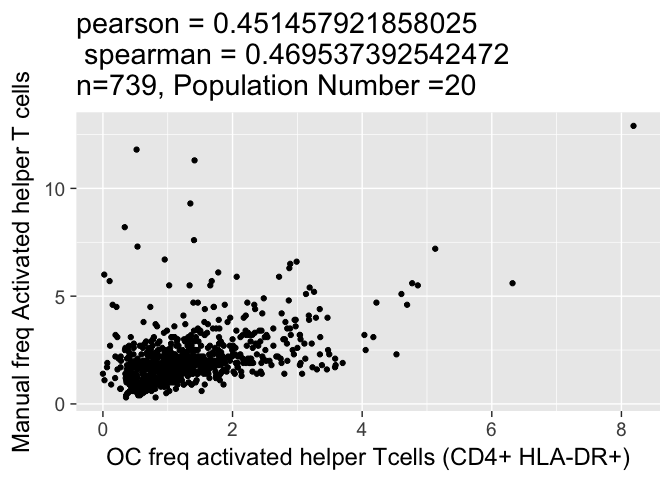 pearson = 0.451457921858025
spearman = 0.469537392542472
n=739, Population Number =20
Manual freq Activated helper T cells
10
5
0
0 2 4 6 8
OC freq activated helper Tcells (CD4+ HLA-DR+)